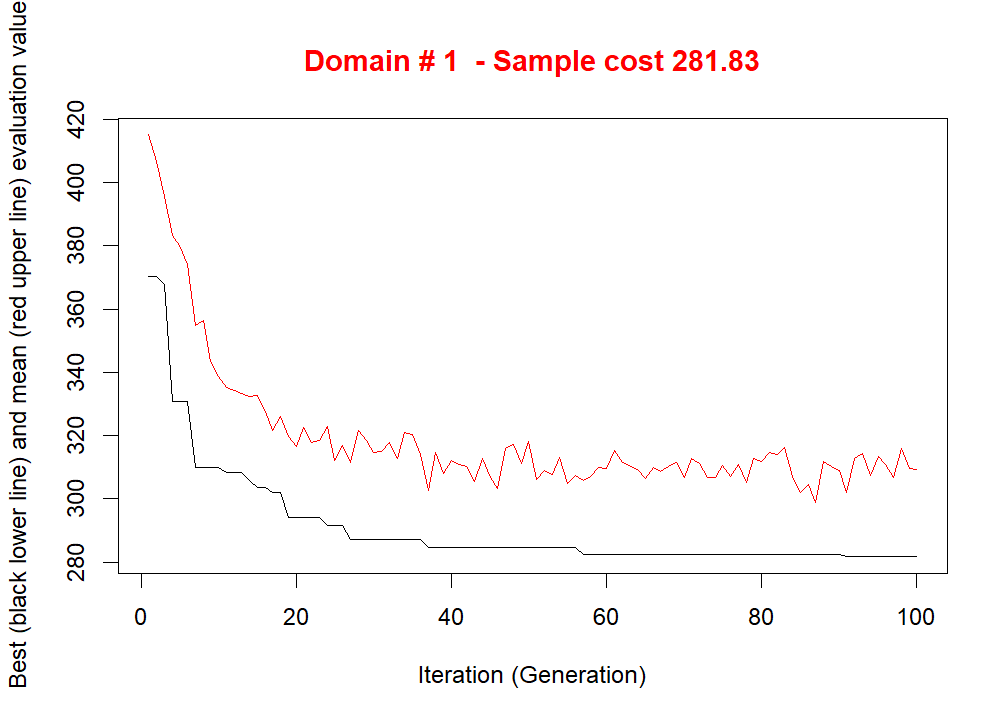 Domain # 1  - Sample cost 281.83
Best (black lower line) and mean (red upper line) evaluation value
420
400
380
360
340
320
300
280
0 20 40 60 80 100
Iteration (Generation)